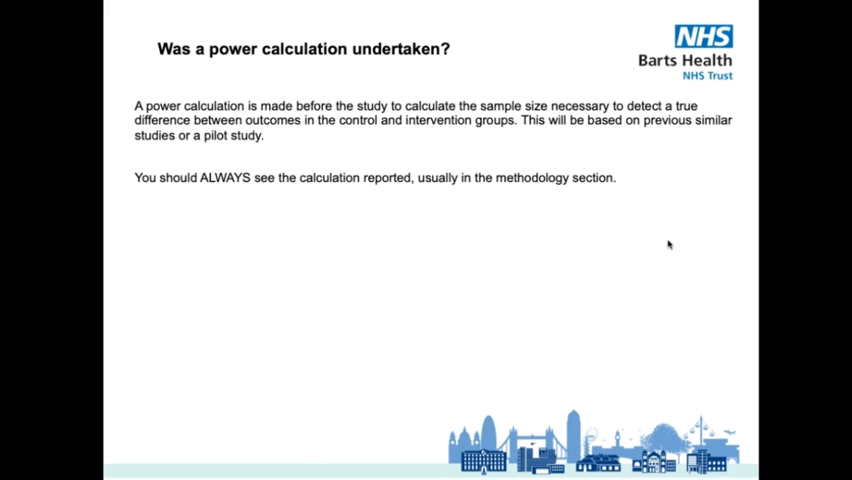 Was a power calculation undertaken?
NHS
Barts Health
NHS Trust
A power calculation is made before the study to calculate the sample size necessary to detect a true
difference between outcomes in the control and intervention groups. This will be based on previous similar
studies or a pilot study.
You should ALWAYS see the calculation reported, usually in the methodology section.